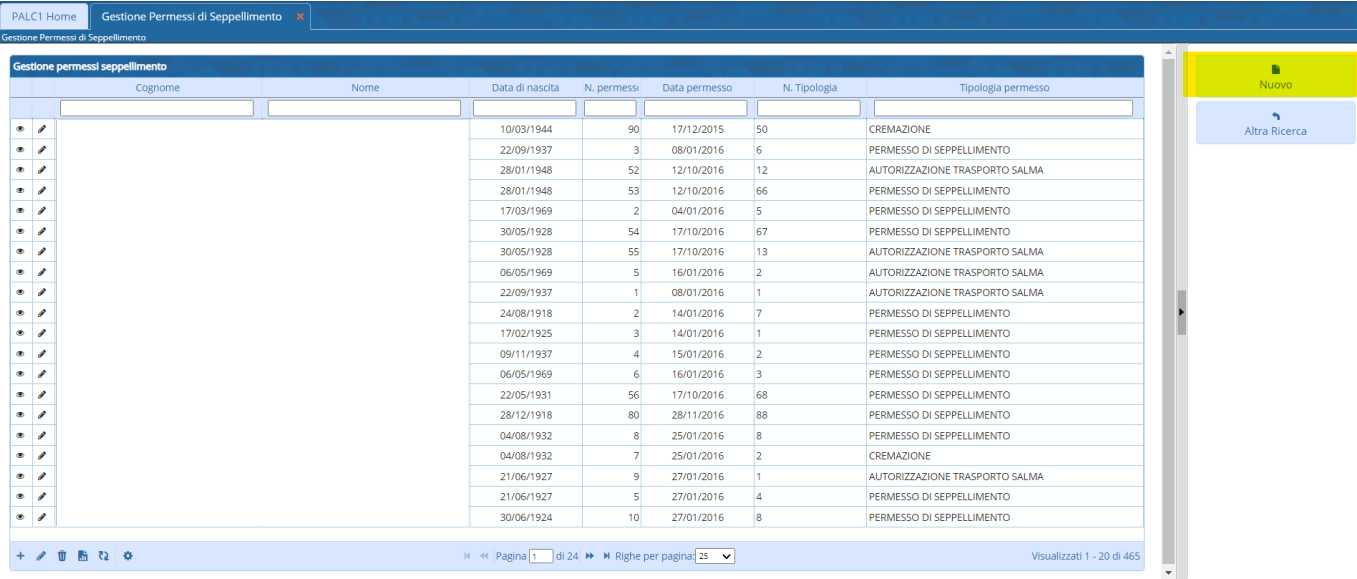 PALC1 Home Gestione Permessi di Seppellimento
Gestione Permessi di Seppellimento
Gestione permessi seppellimento
Cognome Nome Data di nascita N. permesso Data permesso N. Tipologia Tipologia permesso
10/03/1944 90 17/12/2015 50 CREMAZIONE
22/09/1937 3 08/01/2016 6 PERMESSO DI SEPPELLIMENTO
28/01/1948 52 12/10/2016 12 AUTORIZZAZIONE TRASPORTO SALMA
28/01/1948 53 12/10/2016 66 PERMESSO DI SEPPELLIMENTO
17/03/1969 2 04/01/2016 5 PERMESSO DI SEPPELLIMENTO
30/05/1928 54 17/10/2016 67 PERMESSO DI SEPPELLIMENTO
30/05/1928 55 17/10/2016 13 AUTORIZZAZIONE TRASPORTO SALMA
06/05/1969 5 16/01/2016 2 AUTORIZZAZIONE TRASPORTO SALMA
22/09/1937 1 08/01/2016 1 AUTORIZZAZIONE TRASPORTO SALMA
24/08/1918 2 14/01/2016 7 PERMESSO DI SEPPELLIMENTO
17/02/1925 3 14/01/2016 1 PERMESSO DI SEPPELLIMENTO
09/11/1937 4 15/01/2016 2 PERMESSO DI SEPPELLIMENTO
06/05/1969 6 16/01/2016 3 PERMESSO DI SEPPELLIMENTO
22/05/1931 56 17/10/2016 68 PERMESSO DI SEPPELLIMENTO
28/12/1918 80 28/11/2016 88 PERMESSO DI SEPPELLIMENTO
04/08/1932 8 25/01/2016 8 PERMESSO DI SEPPELLIMENTO
04/08/1932 7 25/01/2016 2 CREMAZIONE
21/06/1927 9 27/01/2016 1 AUTORIZZAZIONE TRASPORTO SALMA
21/06/1927 5 27/01/2016 4 PERMESSO DI SEPPELLIMENTO
30/06/1924 10 27/01/2016 8 PERMESSO DI SEPPELLIMENTO
Pagina 1 di 24 Righe per pagina: 25 Visualizzati 1 - 20 di 465
Nuovo
Altra Ricerca